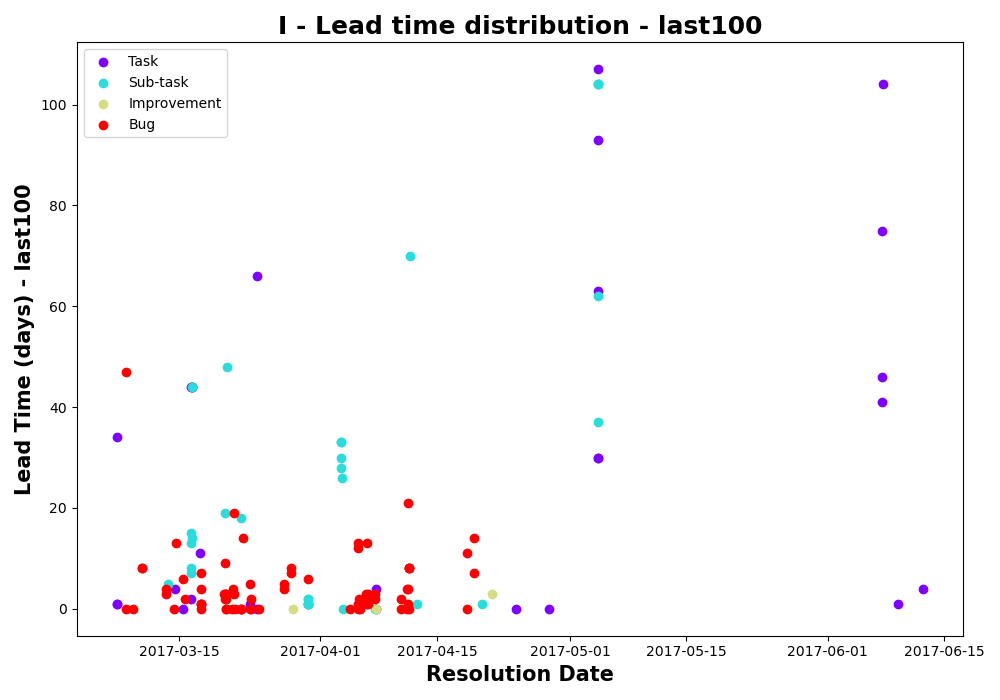 I - Lead time distribution - last100
Task
Sub-task
Improvement
Bug
Lead Time (days) - last100
100
80
60
40
20
0
2017-03-15 2017-04-01 2017-04-15 2017-05-01 2017-05-15 2017-06-01 2017-06-15
Resolution Date